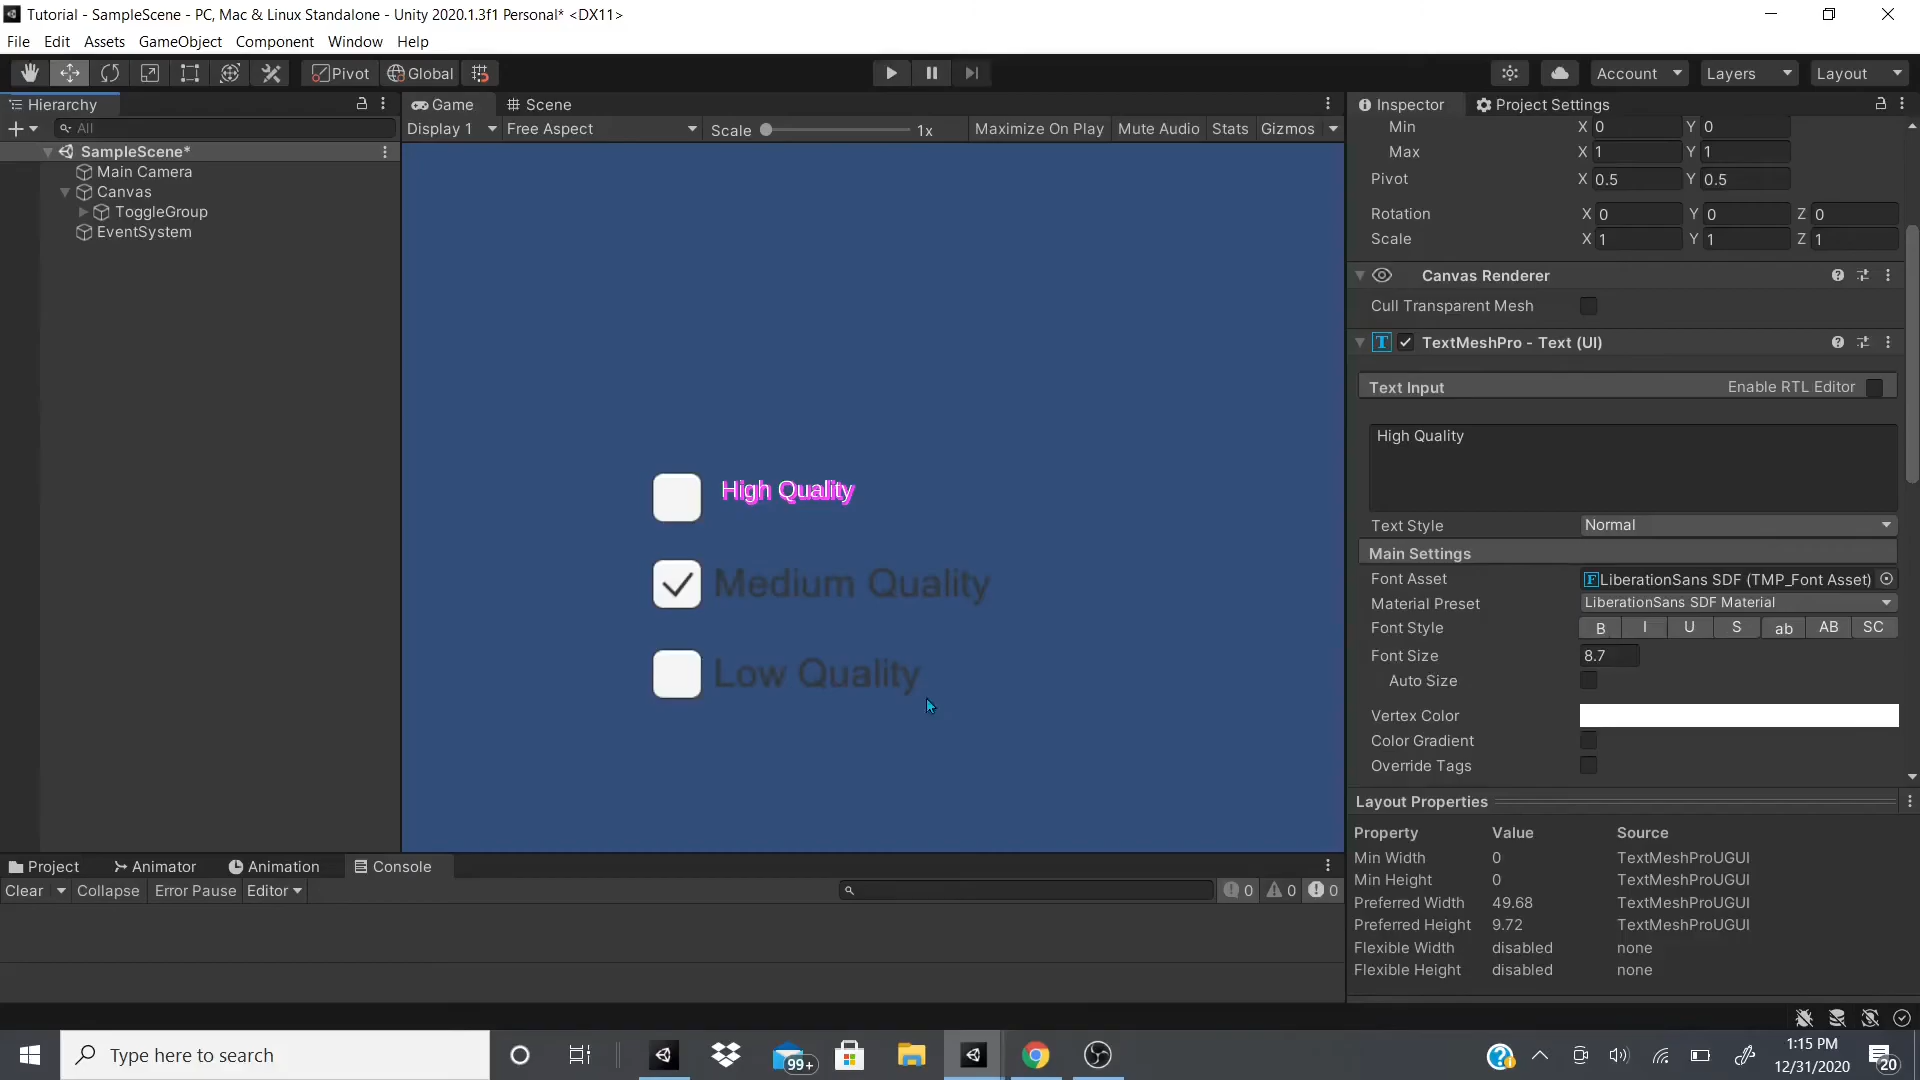 Tutorial - SampleScene - PC, Mac & Linux Standalone - Unity 2020.1.3f1 Personal* <DX11>
File Edit Assets GameObject Component Window Help
Pivot Global Account Layers Layout
Hierarchy
All
SampleScene*
Main Camera
Canvas
ToggleGroup
EventSystem
Game Scene
Display 1 Free Aspect Scale 1x Maximize On Play Mute Audio Stats Gizmos
High Quality
Medium Quality
Low Quality
Inspector Project Settings
Min X 0 Y 0
Max X 1 Y 1
Pivot X 0.5 Y 0.5
Rotation X 0 Y 0 Z 0
Scale X 1 Y 1 Z 1
Canvas Renderer
Cull Transparent Mesh
T TextMeshPro - Text (UI)
Text Input Enable RTL Editor
High Quality
Text Style Normal
Main Settings
Font Asset F LiberationSans SDF (TMP_Font Asset)
Material Preset LiberationSans SDF Material
Font Style B I U S ab AB SC
Font Size 8.7
Auto Size
Vertex Color
Color Gradient
Override Tags
Layout Properties
Property Value Source
Min Width 0 TextMeshProUGUI
Min Height 0 TextMeshProUGUI
Preferred Width 49.68 TextMeshProUGUI
Preferred Height 9.72 TextMeshProUGUI
Flexible Width disabled none
Flexible Height disabled none
Project Animator Animation Console
Clear Collapse Error Pause Editor 0 0 0
Type here to search
99+
1:15 PM
12/31/2020
20